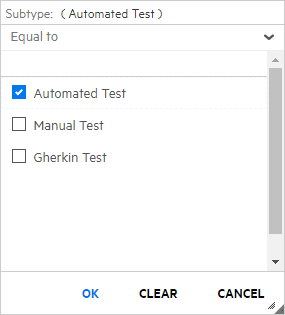 Subtype: ( Automated Test )
Equal to
Automated Test
Manual Test
Gherkin Test
OK CLEAR CANCEL